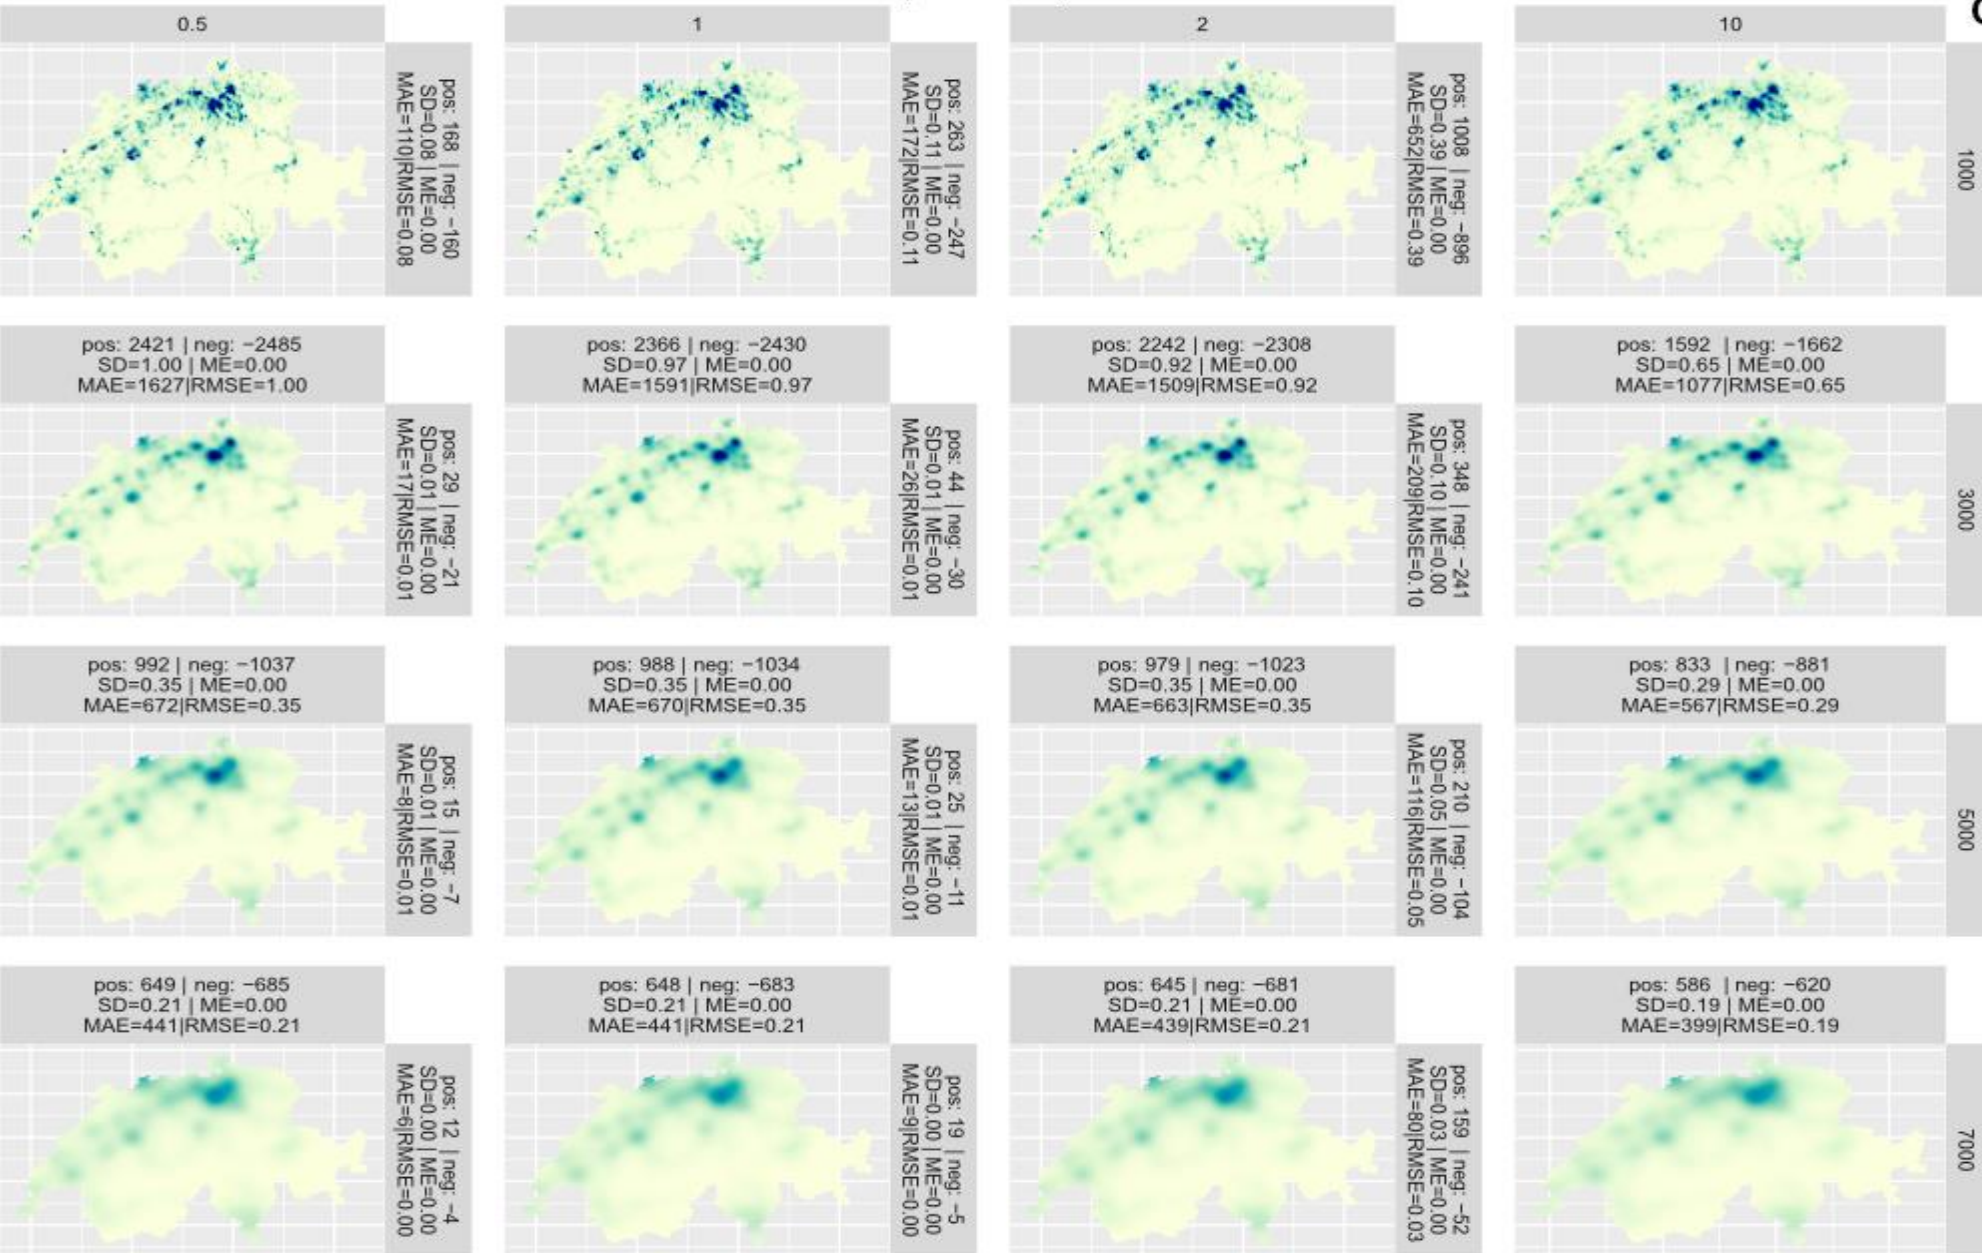 0.5
1
2
10
pos: 168 | neg: −160
SD=0.08 | ME=0.00
MAE=110|RMSE=0.08
pos: 263 | neg: −247
SD=0.11 | ME=0.00
MAE=172|RMSE=0.11
pos: 1008 | neg: −896
SD=0.39 | ME=0.00
MAE=652|RMSE=0.39
1000
pos: 2421 | neg: −2485
SD=1.00 | ME=0.00
MAE=1627|RMSE=1.00
pos: 2366 | neg: −2430
SD=0.97 | ME=0.00
MAE=1591|RMSE=0.97
pos: 2242 | neg: −2308
SD=0.92 | ME=0.00
MAE=1509|RMSE=0.92
pos: 1592 | neg: −1662
SD=0.65 | ME=0.00
MAE=1077|RMSE=0.65
pos: 29 | neg: −21
SD=0.01 | ME=0.00
MAE=17|RMSE=0.01
pos: 44 | neg: −30
SD=0.01 | ME=0.00
MAE=26|RMSE=0.01
pos: 348 | neg: −241
SD=0.10 | ME=0.00
MAE=209|RMSE=0.10
3000
pos: 992 | neg: −1037
SD=0.35 | ME=0.00
MAE=672|RMSE=0.35
pos: 988 | neg: −1034
SD=0.35 | ME=0.00
MAE=670|RMSE=0.35
pos: 979 | neg: −1023
SD=0.35 | ME=0.00
MAE=663|RMSE=0.35
pos: 833 | neg: −881
SD=0.29 | ME=0.00
MAE=567|RMSE=0.29
pos: 15 | neg: −7
SD=0.01 | ME=0.00
MAE=8|RMSE=0.01
pos: 25 | neg: −11
SD=0.01 | ME=0.00
MAE=13|RMSE=0.01
pos: 210 | neg: −104
SD=0.05 | ME=0.00
MAE=116|RMSE=0.05
5000
pos: 649 | neg: −685
SD=0.21 | ME=0.00
MAE=441|RMSE=0.21
pos: 648 | neg: −683
SD=0.21 | ME=0.00
MAE=441|RMSE=0.21
pos: 645 | neg: −681
SD=0.21 | ME=0.00
MAE=439|RMSE=0.21
pos: 586 | neg: −620
SD=0.19 | ME=0.00
MAE=399|RMSE=0.19
pos: 12 | neg: −4
SD=0.00 | ME=0.00
MAE=6|RMSE=0.00
pos: 19 | neg: −5
SD=0.00 | ME=0.00
MAE=9|RMSE=0.00
pos: 159 | neg: −52
SD=0.03 | ME=0.00
MAE=80|RMSE=0.03
7000